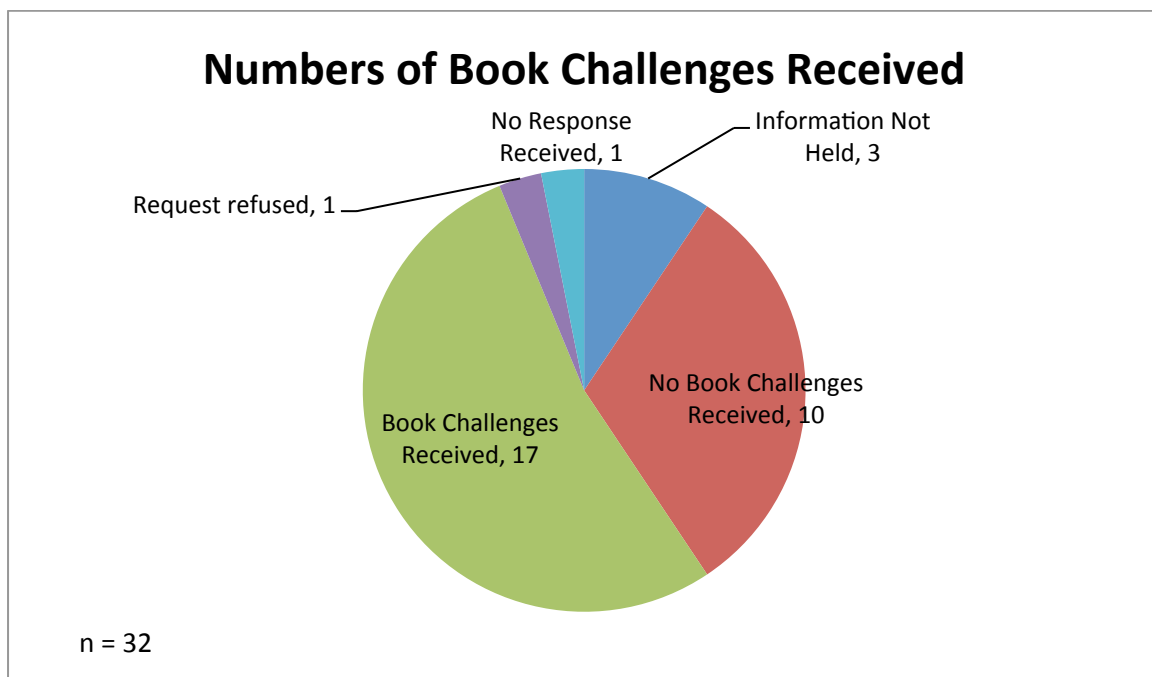 Numbers of Book Challenges Received
No Response
Received, 1
Information Not
Held, 3
Request refused, 1
No Book Challenges
Received, 10
Book Challenges
Received, 17
n = 32